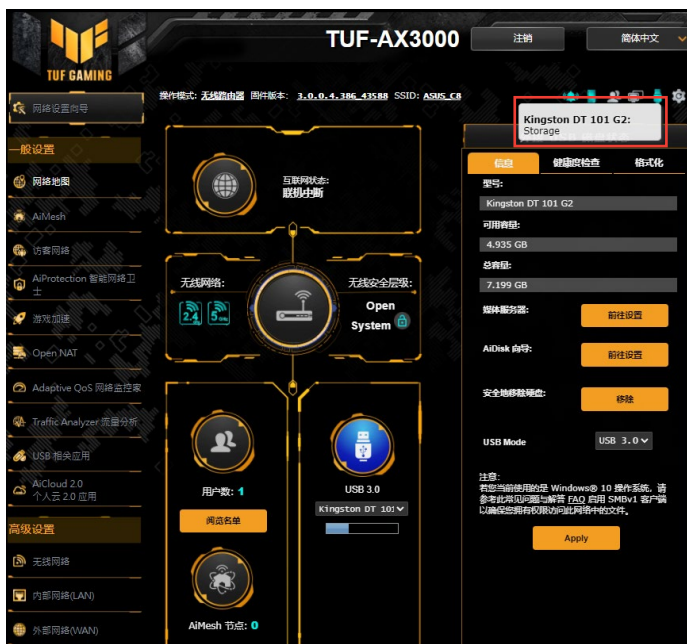 TUF GAMING
TUF-AX3000
注销
简体中文
操作模式: 无线路由器 固件版本: 3.0.0.4.386_43588 SSID: ASUS_C8
网络设置向导
一般设置
网络地图
AiMesh
访客网络
AiProtection 智能网络卫士
游戏加速
Open NAT
Adaptive QoS 网络监控家
Traffic Analyzer 流量分析
USB 相关应用
AiCloud 2.0
个人云 2.0 应用
高级设置
无线网络
内部网络(LAN)
外部网络(WAN)
互联网状态:
联机中断
无线网络:
2.4
5
无线安全层级:
Open
System
用户数: 1
阅览名单
AiMesh 节点: 0
USB 3.0
Kingston DT 101
Kingston DT 101 G2:
Storage
信息
健康度检查
格式化
型号:
Kingston DT 101 G2
可用容量:
4.935 GB
总容量:
7.199 GB
媒体服务器:
前往设置
AiDisk 向导:
前往设置
安全地移除硬盘:
移除
USB Mode
USB 3.0
注意:
若您当前使用的是 Windows® 10 操作系统，请
参考此常见问题与解答 FAQ 启用 SMBv1 客户端
以确保您拥有权限访问此网络中的文件。
Apply